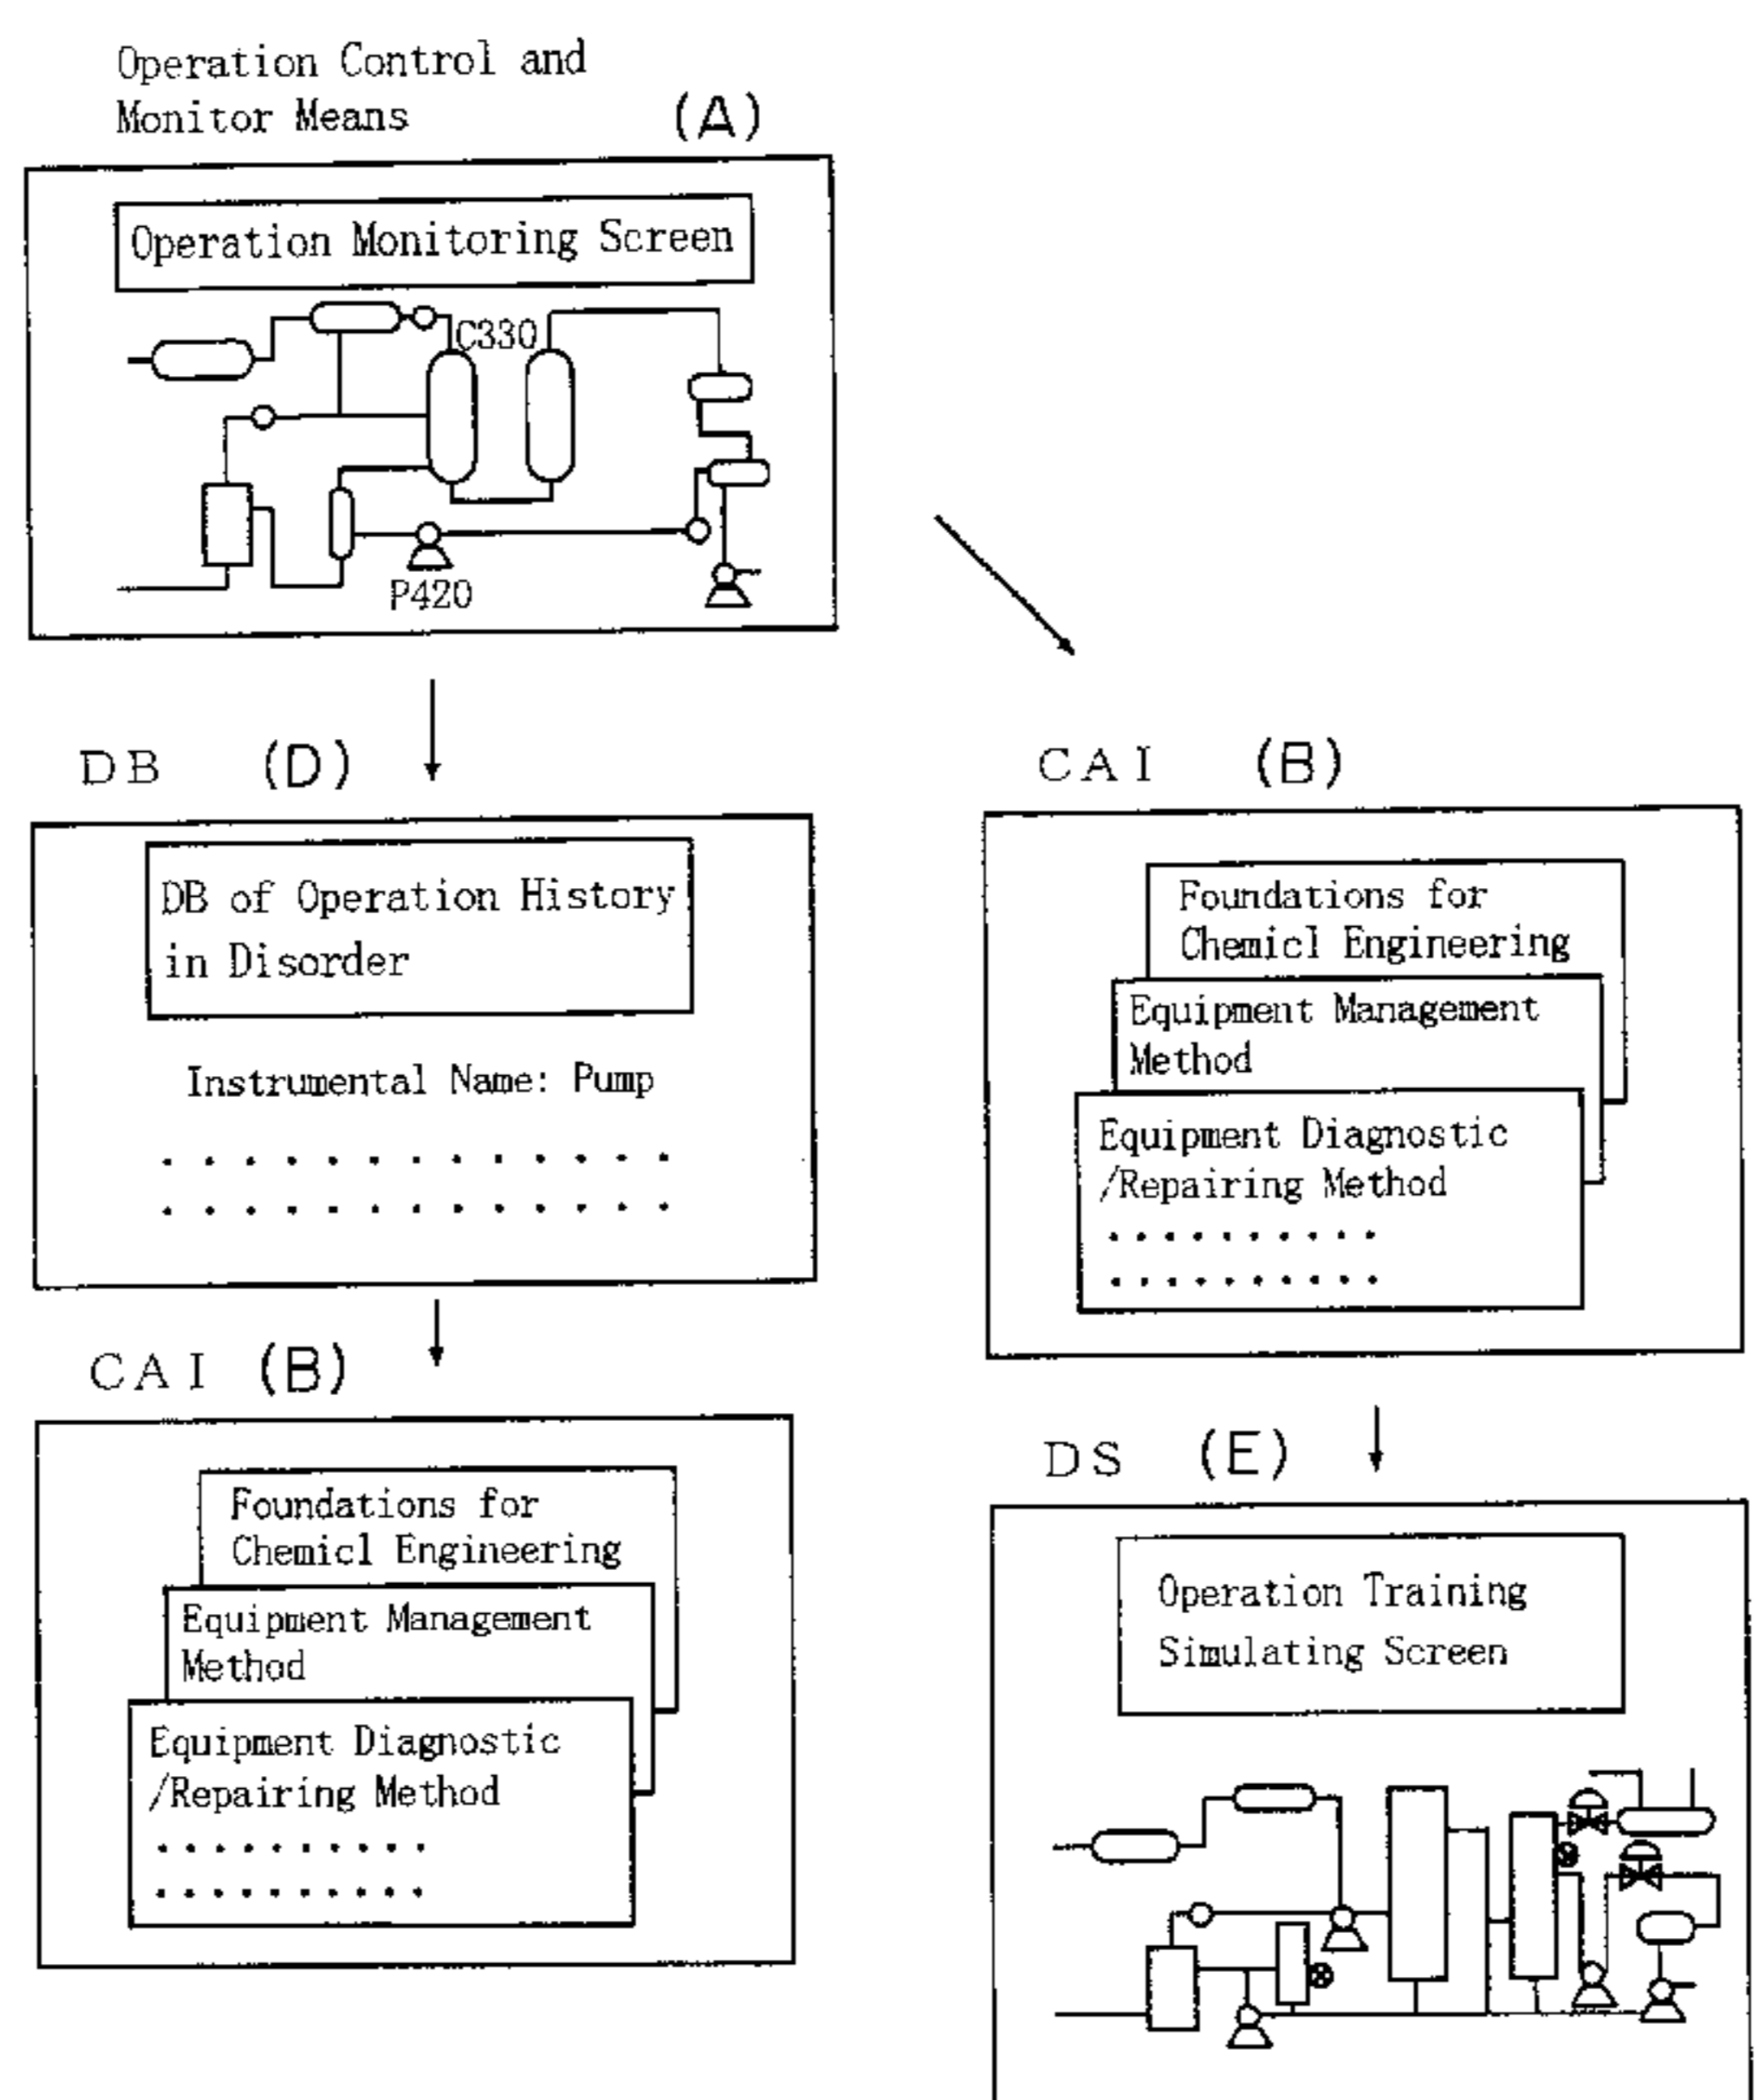 Operation Control and
Monitor Means
(A)
Operation Monitoring Screen
C330
P420
DB (D)
DB of Operation History
in Disorder
Instrumental Name: Pump
CAI (B)
Foundations for
Chemicl Engineering
Equipment Management
Method
Equipment Diagnostic
/Repairing Method
CAI (B)
Foundations for
Chemicl Engineering
Equipment Management
Method
Equipment Diagnostic
/Repairing Method
DS (E)
Operation Training
Simulating Screen